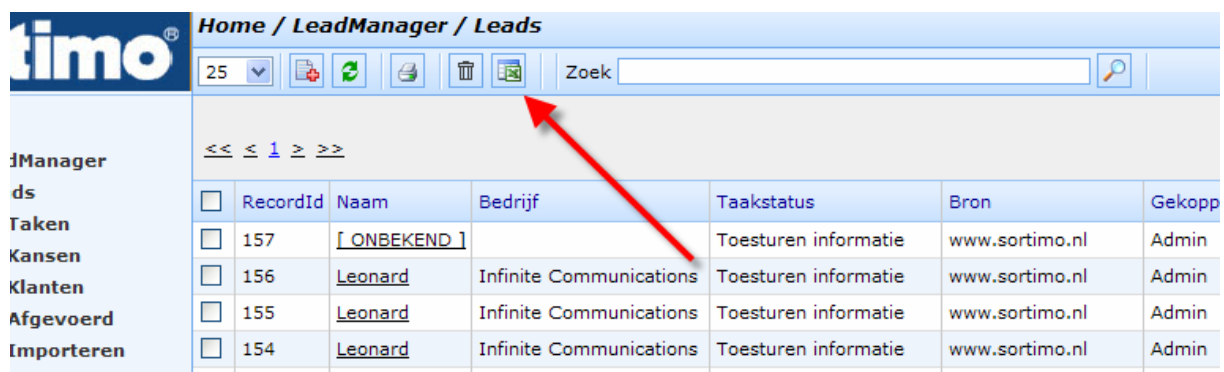 timo®
Home / LeadManager / Leads
25 Zoek
<< < 1 > >>
dManager
ds
Taken
Kansen
Klanten
Afgevoerd
Importeren
RecordId Naam Bedrijf Taakstatus Bron Gekopp
157 [ ONBEKEND ] Toesturen informatie www.sortimo.nl Admin
156 Leonard Infinite Communications Toesturen informatie www.sortimo.nl Admin
155 Leonard Infinite Communications Toesturen informatie www.sortimo.nl Admin
154 Leonard Infinite Communications Toesturen informatie www.sortimo.nl Admin